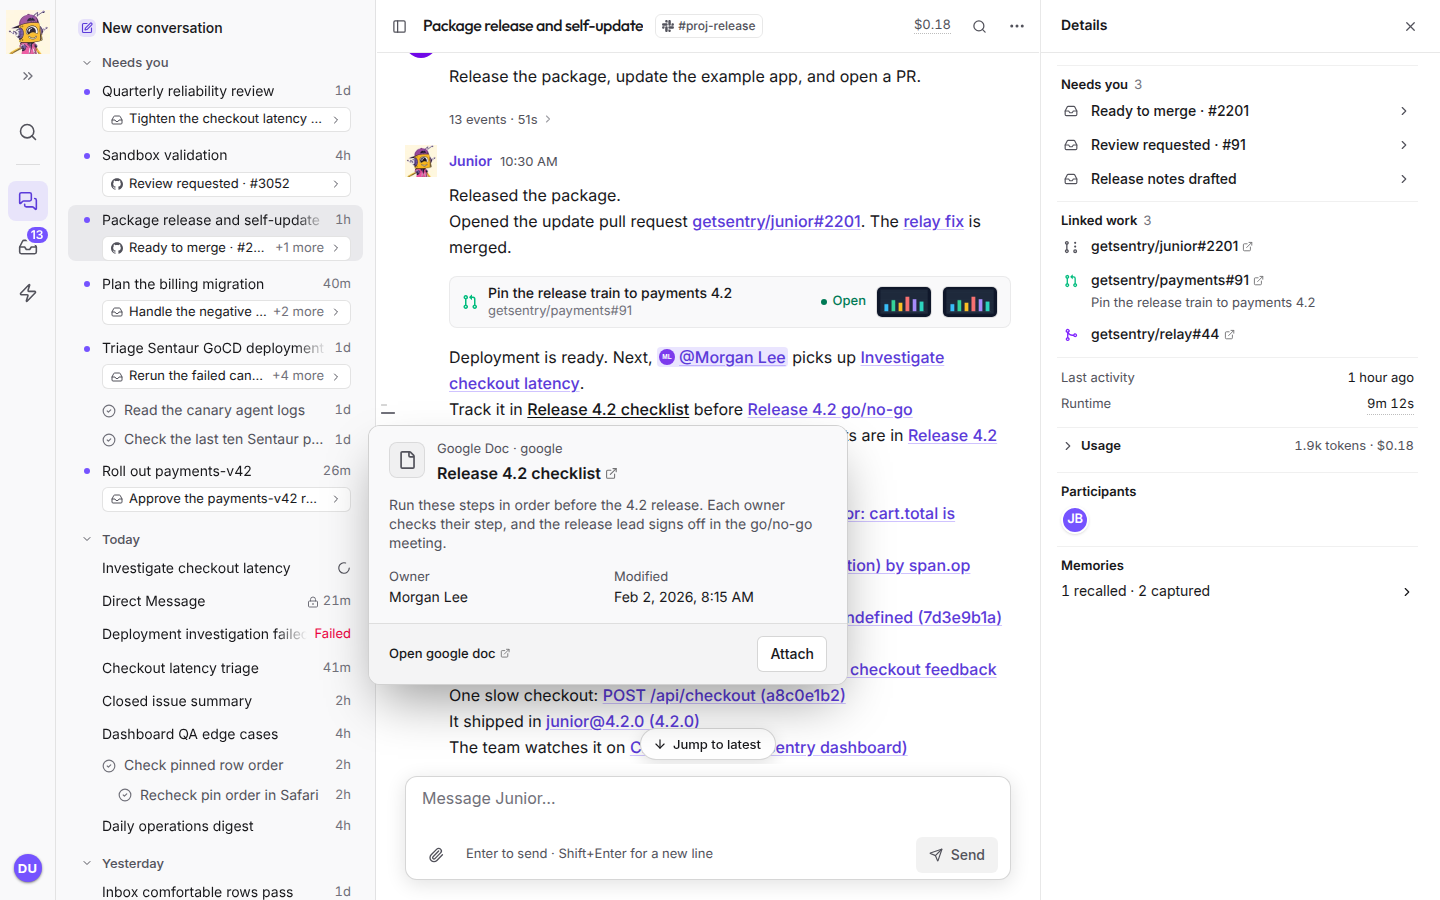 New conversation
Needs you
Quarterly reliability review 1d
Tighten the checkout latency ...
Sandbox validation 4h
Review requested · #3052
Package release and self-update 1h
Ready to merge · #2... +1 more
Plan the billing migration 40m
Handle the negative ... +2 more
Triage Sentaur GoCD deployment 1d
Rerun the failed can... +4 more
Read the canary agent logs 1d
Check the last ten Sentaur p... 1d
Roll out payments-v42 26m
Approve the payments-v42 r...
Today
Investigate checkout latency
Direct Message 21m
Deployment investigation failed Failed
Checkout latency triage 41m
Closed issue summary 2h
Dashboard QA edge cases 4h
Check pinned row order 2h
Recheck pin order in Safari 2h
Daily operations digest 4h
Yesterday
Inbox comfortable rows pass 1d
13
DU
Package release and self-update #proj-release $0.18
Release the package, update the example app, and open a PR.
13 events · 51s
Junior 10:30 AM
Released the package.
Opened the update pull request getsentry/junior#2201. The relay fix is
merged.
Pin the release train to payments 4.2
getsentry/payments#91
Open
Deployment is ready. Next, ML @Morgan Lee picks up Investigate
checkout latency.
Track it in Release 4.2 checklist before Release 4.2 go/no-go
s are in Release 4.2
or: cart.total is
tion) by span.op
ndefined (7d3e9b1a)
checkout feedback
One slow checkout: POST /api/checkout (a8c0e1b2)
It shipped in junior@4.2.0 (4.2.0)
The team watches it on C entry dashboard)
Jump to latest
Google Doc · google
Release 4.2 checklist
Run these steps in order before the 4.2 release. Each owner
checks their step, and the release lead signs off in the go/no-go
meeting.
Owner Modified
Morgan Lee Feb 2, 2026, 8:15 AM
Open google doc Attach
Message Junior...
Enter to send · Shift+Enter for a new line Send
Details
Needs you 3
Ready to merge · #2201
Review requested · #91
Release notes drafted
Linked work 3
getsentry/junior#2201
getsentry/payments#91
Pin the release train to payments 4.2
getsentry/relay#44
Last activity 1 hour ago
Runtime 9m 12s
Usage 1.9k tokens · $0.18
Participants
JB
Memories
1 recalled · 2 captured